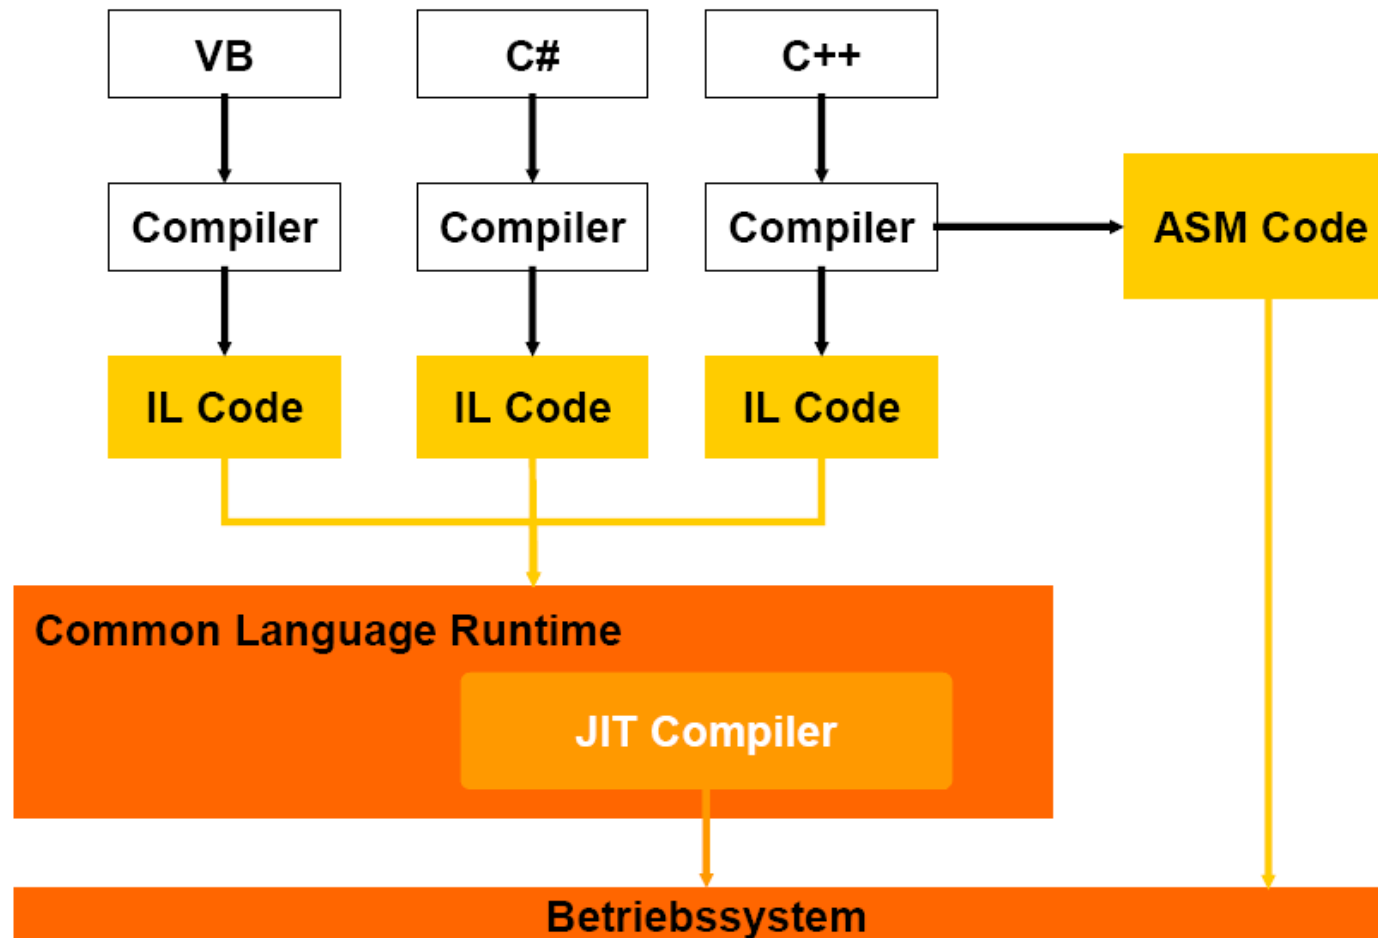 VB
C#
C++
Compiler
Compiler
Compiler
ASM Code
IL Code
IL Code
IL Code
Common Language Runtime
JIT Compiler
Betriebssystem